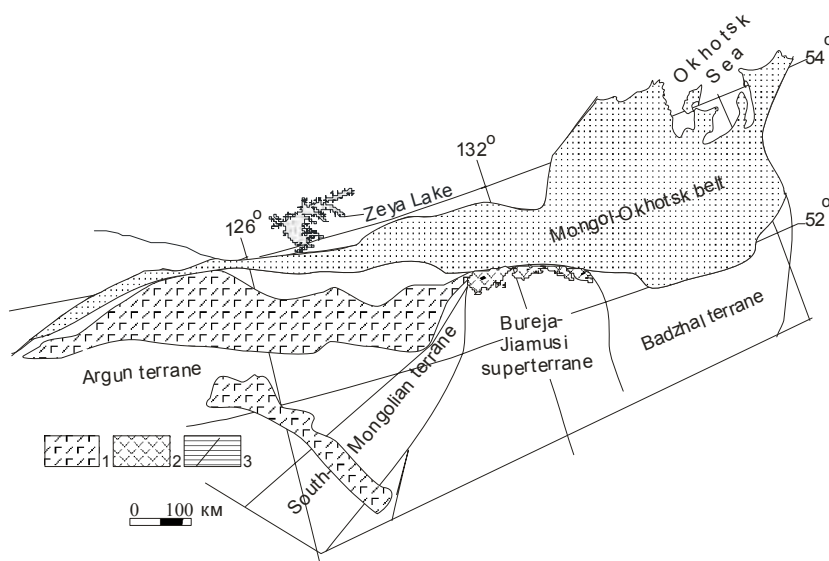 Okhotsk
Sea
54°
132°
Zeya Lake
126°
Mongol-Okhotsk belt
52°
Bureja-
Jiamusi
superterrane
Badzhal terrane
Argun terrane
South-Mongolian terrane
1
2
3
0 100 км